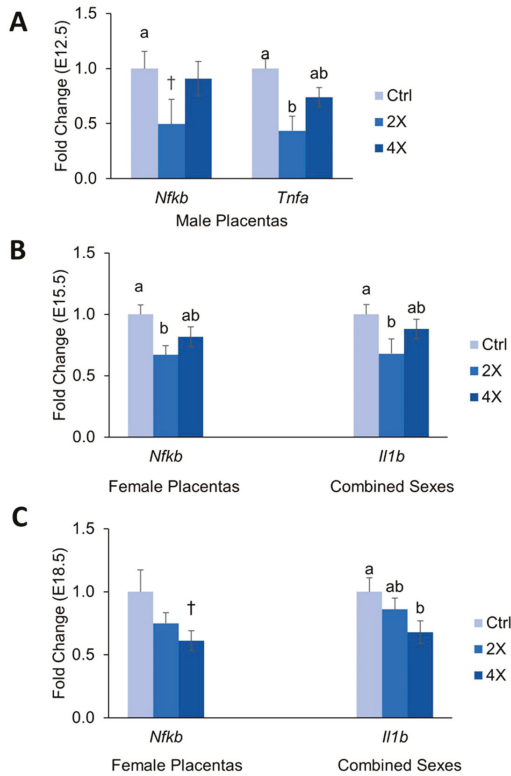 A
Fold Change (E12.5)
1.5
1.0
0.5
0.0
a
†
a
b
ab
Nfkb
Tnfa
Male Placentas
Ctrl
2X
4X
B
Fold Change (E15.5)
1.5
1.0
0.5
0.0
a
b
ab
a
b
ab
Nfkb
Il1b
Female Placentas
Combined Sexes
Ctrl
2X
4X
C
Fold Change (E18.5)
1.5
1.0
0.5
0.0
†
a
ab
b
Nfkb
Il1b
Female Placentas
Combined Sexes
Ctrl
2X
4X